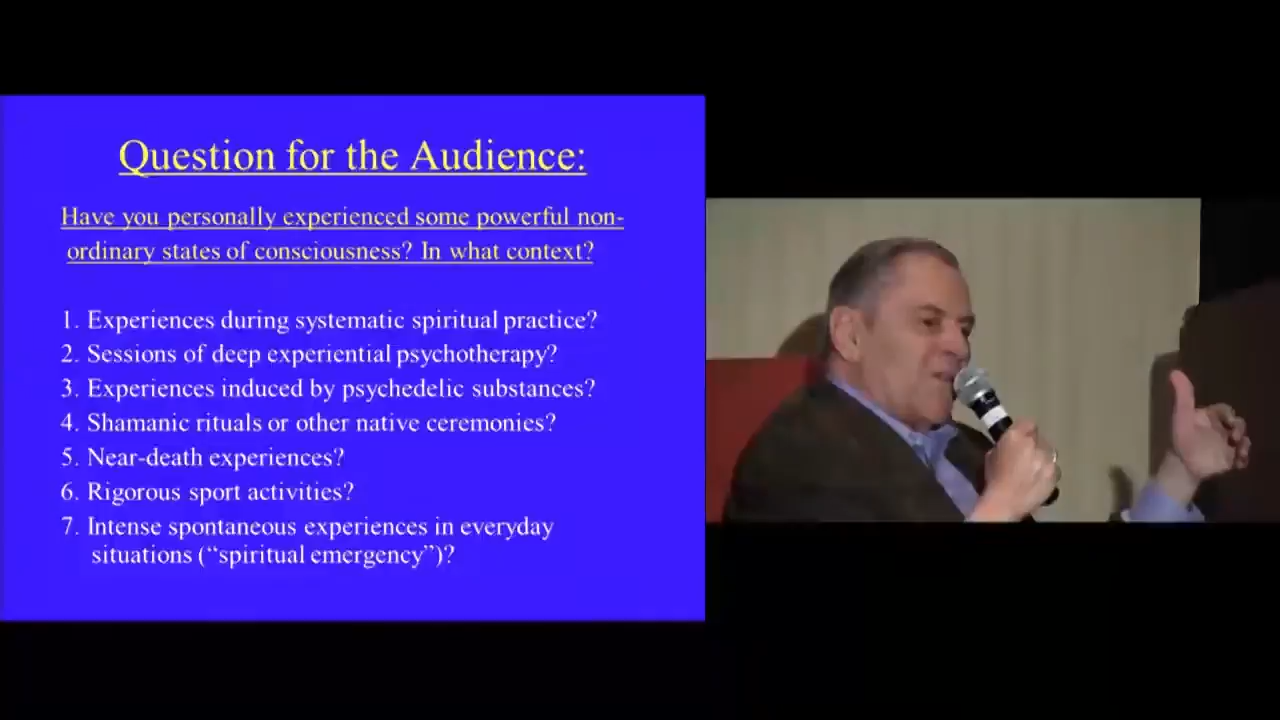 Question for the Audience:
Have you personally experienced some powerful non-
ordinary states of consciousness? In what context?
1. Experiences during systematic spiritual practice?
2. Sessions of deep experiential psychotherapy?
3. Experiences induced by psychedelic substances?
4. Shamanic rituals or other native ceremonies?
5. Near-death experiences?
6. Rigorous sport activities?
7. Intense spontaneous experiences in everyday
situations (“spiritual emergency”)?